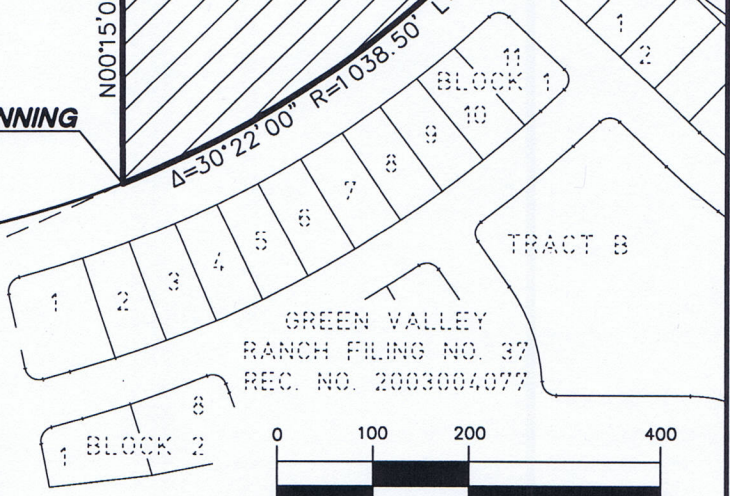 N00°15'0
NNING
Δ=30°22'00" R=1038.50' L
1
2
11
BLOCK 1
10
9
8
7
6
5
4
3
2
1
TRACT B
GREEN VALLEY
RANCH FILING NO. 37
REC. NO. 2003004077
8
1 BLOCK 2
0 100 200 400